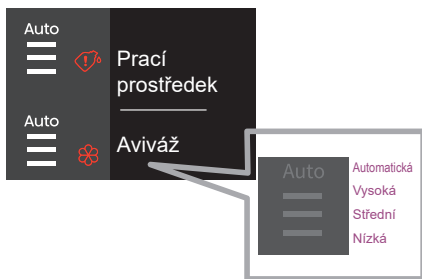 Auto
Prací
prostředek
Auto
Aviváž
Auto
Automatická
Vysoká
Střední
Nízká